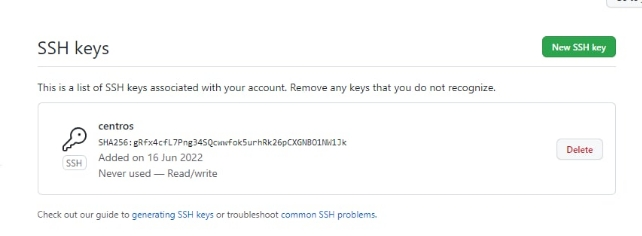 SSH keys
New SSH key
This is a list of SSH keys associated with your account. Remove any keys that you do not recognize.
centros
SHA256:gRfx4cfL7Png34SQcwwfok5urhRk26pCXGNBO1NW1Jk
Added on 16 Jun 2022
Never used — Read/write
SSH
Delete
Check out our guide to generating SSH keys or troubleshoot common SSH problems.